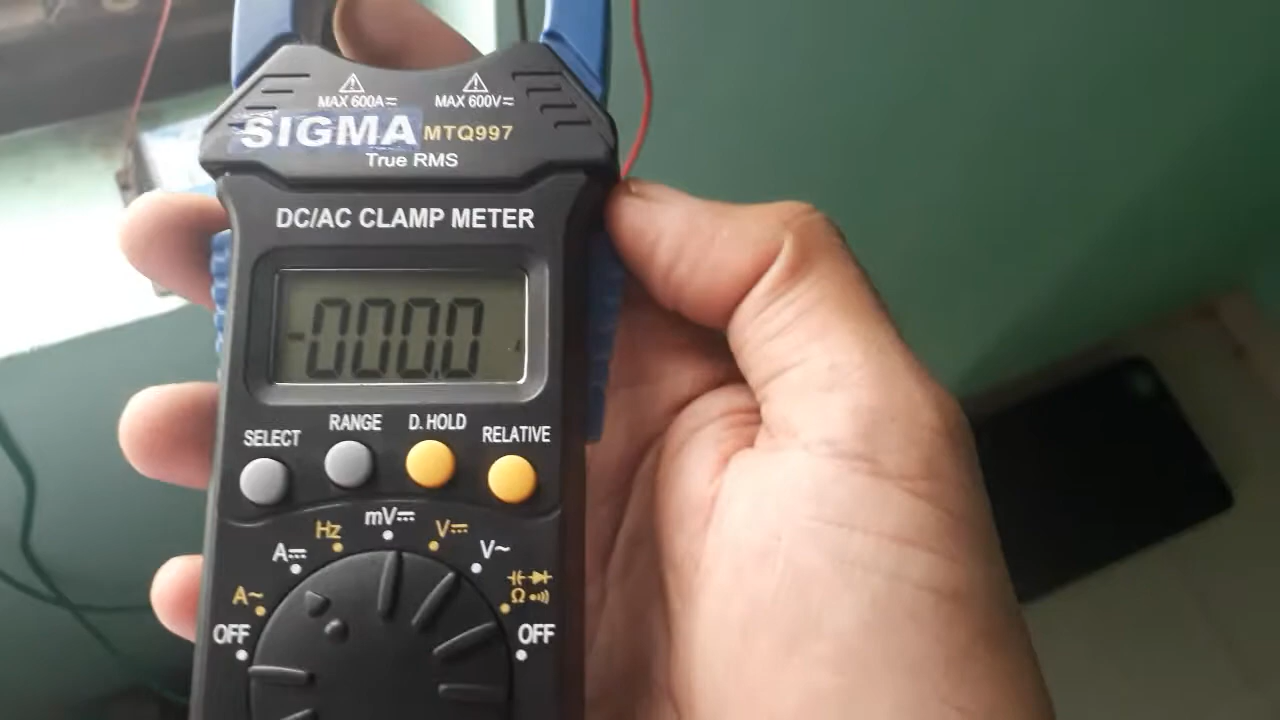 MAX 600A⎓ MAX 600V⎓
SIGMA MTQ997
True RMS
DC/AC CLAMP METER
-000.0
SELECT RANGE D. HOLD RELATIVE
OFF A~ A⎓ Hz mV⎓ V⎓ V~ Ω OFF